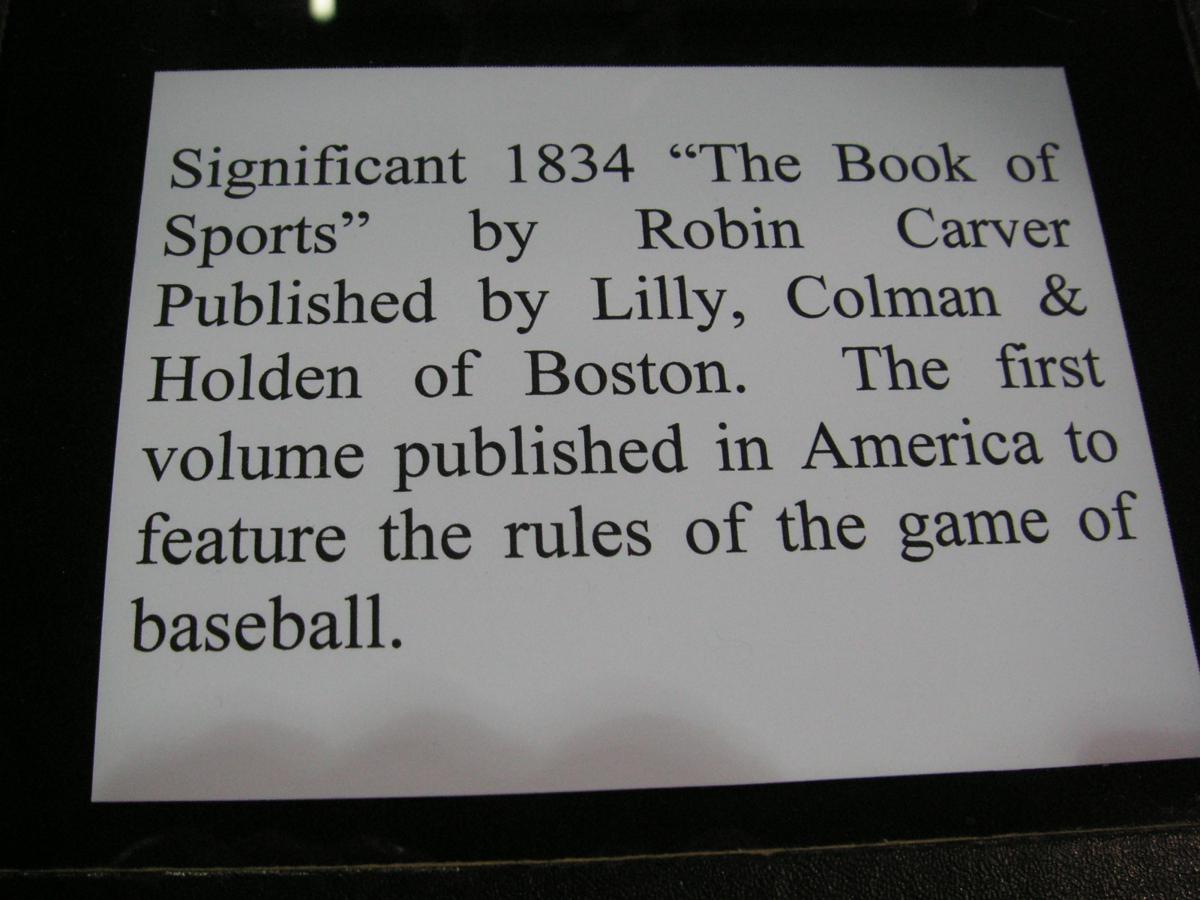 Significant 1834 “The Book of
Sports” by Robin Carver
Published by Lilly, Colman &
Holden of Boston. The first
volume published in America to
feature the rules of the game of
baseball.